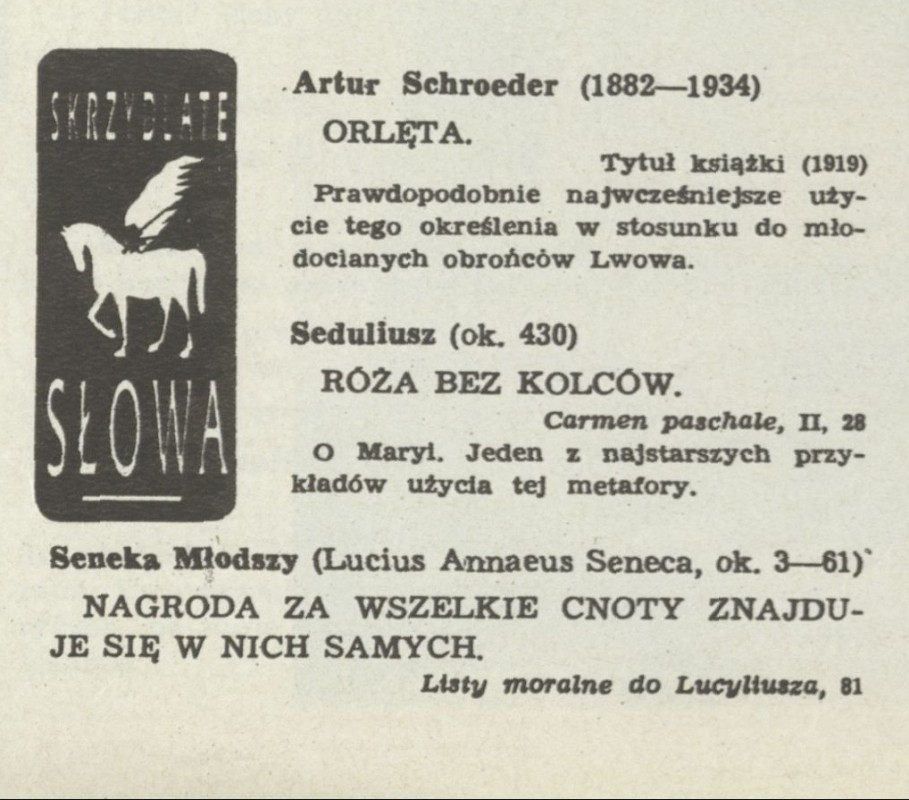 SKRZYDLATE
SŁOWA
Artur Schroeder (1882—1934)
ORLĘTA.
Tytuł książki (1919)
Prawdopodobnie najwcześniejsze uży-
cie tego określenia w stosunku do mło-
docianych obrońców Lwowa.
Seduliusz (ok. 430)
RÓŻA BEZ KOLCÓW.
Carmen paschale, II, 28
O Maryi. Jeden z najstarszych przy-
kładów użycia tej metafory.
Seneka Młodszy (Lucius Annaeus Seneca, ok. 3—61)
NAGRODA ZA WSZELKIE CNOTY ZNAJDU-
JE SIĘ W NICH SAMYCH.
Listy moralne do Lucyliusza, 81